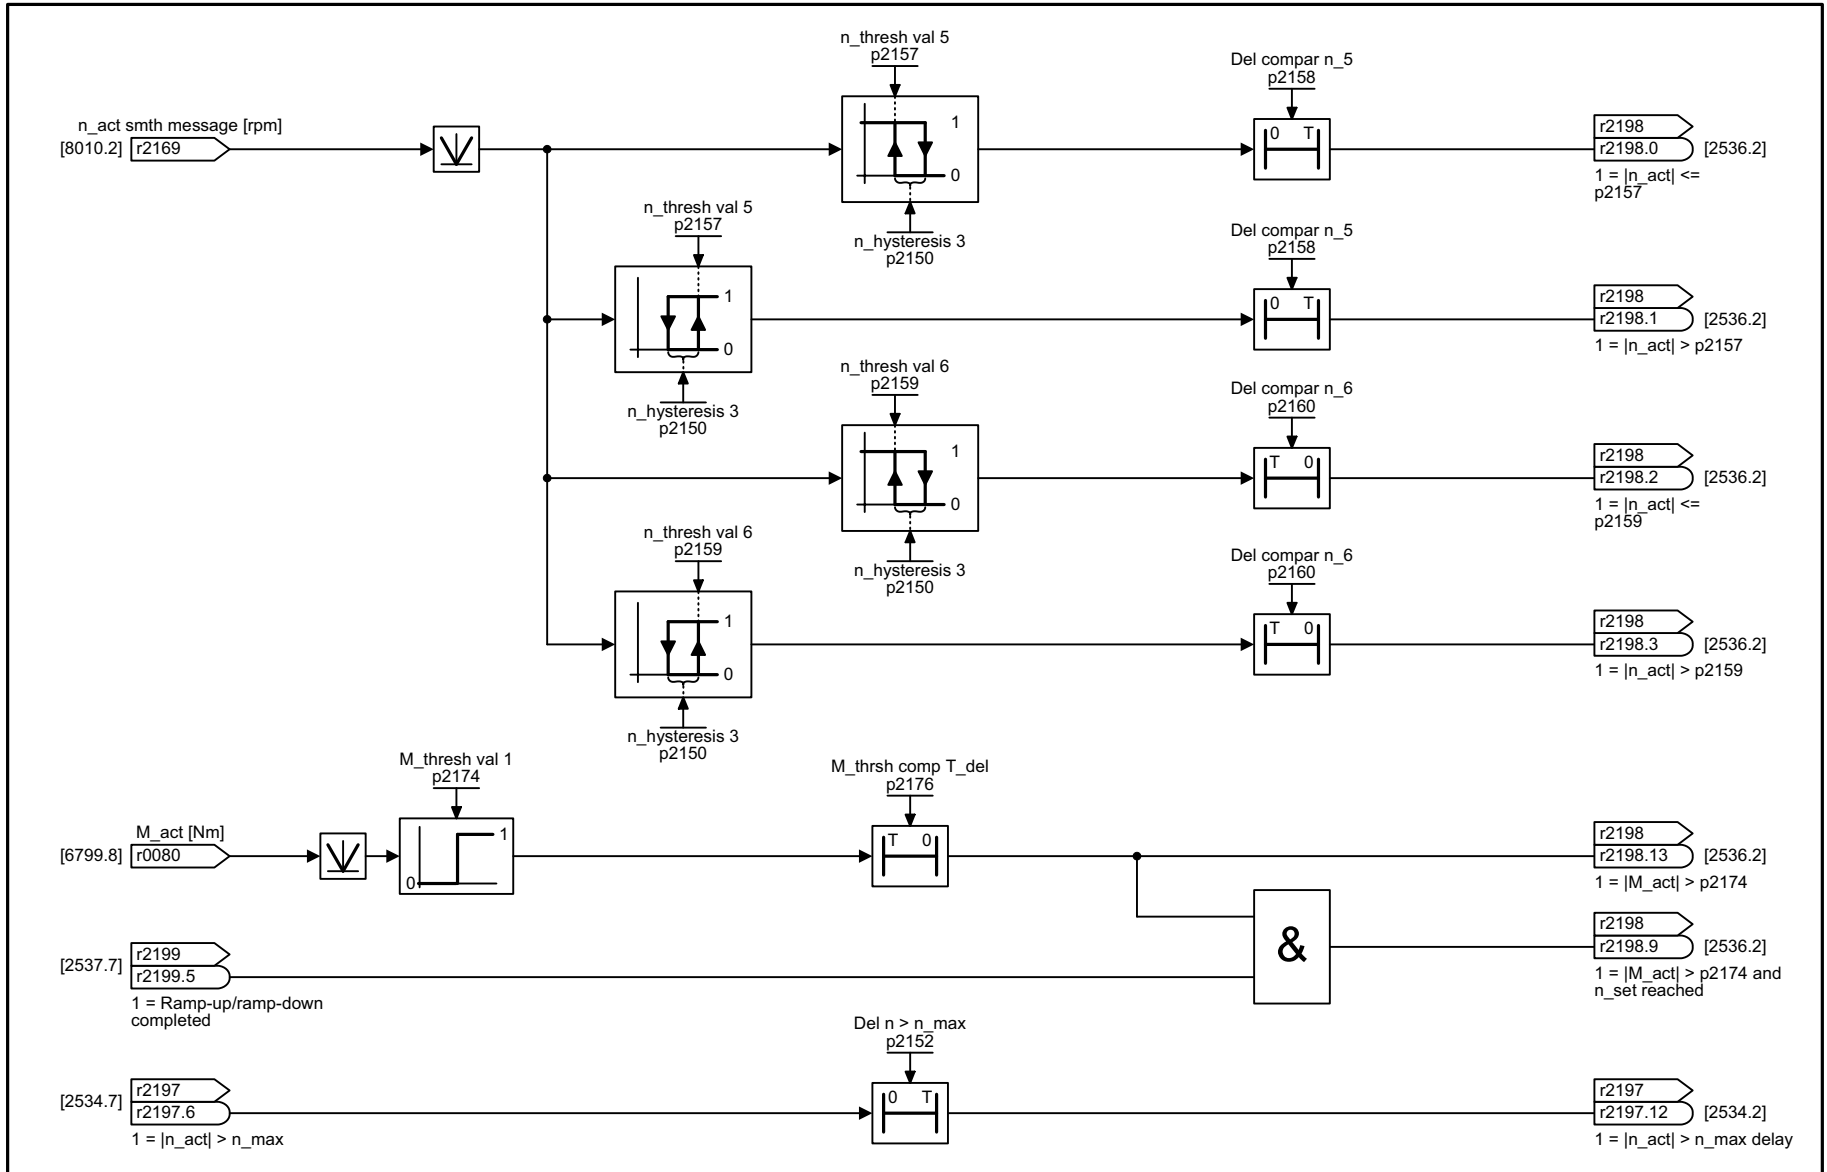 n_thresh val 5
p2157
Del compar n_5
p2158
n_act smth message [rpm]
[8010.2] r2169
1
0
0 T
r2198
r2198.0 [2536.2]
1 = |n_act| <=
p2157
n_hysteresis 3
p2150
n_thresh val 5
p2157
Del compar n_5
p2158
1
0
0 T
r2198
r2198.1 [2536.2]
1 = |n_act| > p2157
n_hysteresis 3
p2150
n_thresh val 6
p2159
Del compar n_6
p2160
1
0
T 0
r2198
r2198.2 [2536.2]
1 = |n_act| <=
p2159
n_hysteresis 3
p2150
n_thresh val 6
p2159
Del compar n_6
p2160
1
0
T 0
r2198
r2198.3 [2536.2]
1 = |n_act| > p2159
n_hysteresis 3
p2150
M_thresh val 1
p2174
M_thrsh comp T_del
p2176
M_act [Nm]
[6799.8] r0080
1
0
T 0
r2198
r2198.13 [2536.2]
1 = |M_act| > p2174
&
r2198
r2198.9 [2536.2]
1 = |M_act| > p2174 and
n_set reached
r2199
[2537.7] r2199.5
1 = Ramp-up/ramp-down
completed
Del n > n_max
p2152
r2197
[2534.7] r2197.6
1 = |n_act| > n_max
0 T
r2197
r2197.12 [2534.2]
1 = |n_act| > n_max delay